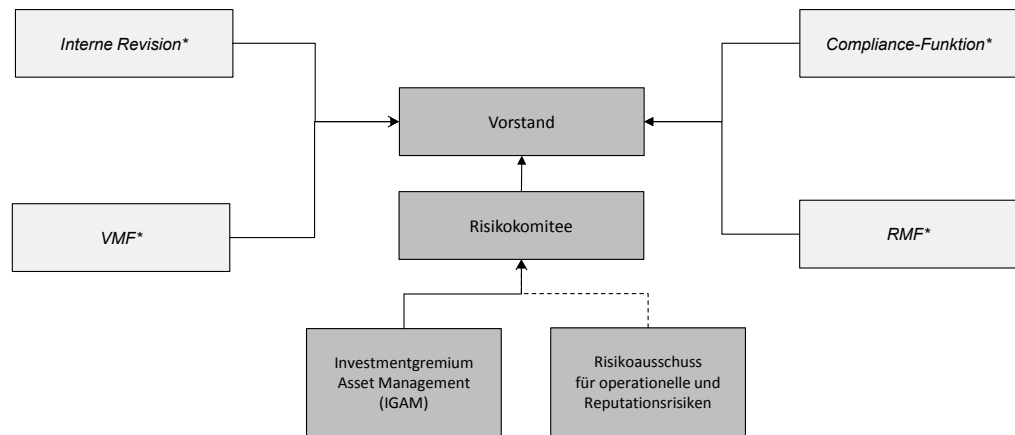 Interne Revision*
Compliance-Funktion*
Vorstand
VMF*
Risikokomitee
RMF*
Investmentgremium
Asset Management
(IGAM)
Risikoausschuss
für operationelle und
Reputationsrisiken